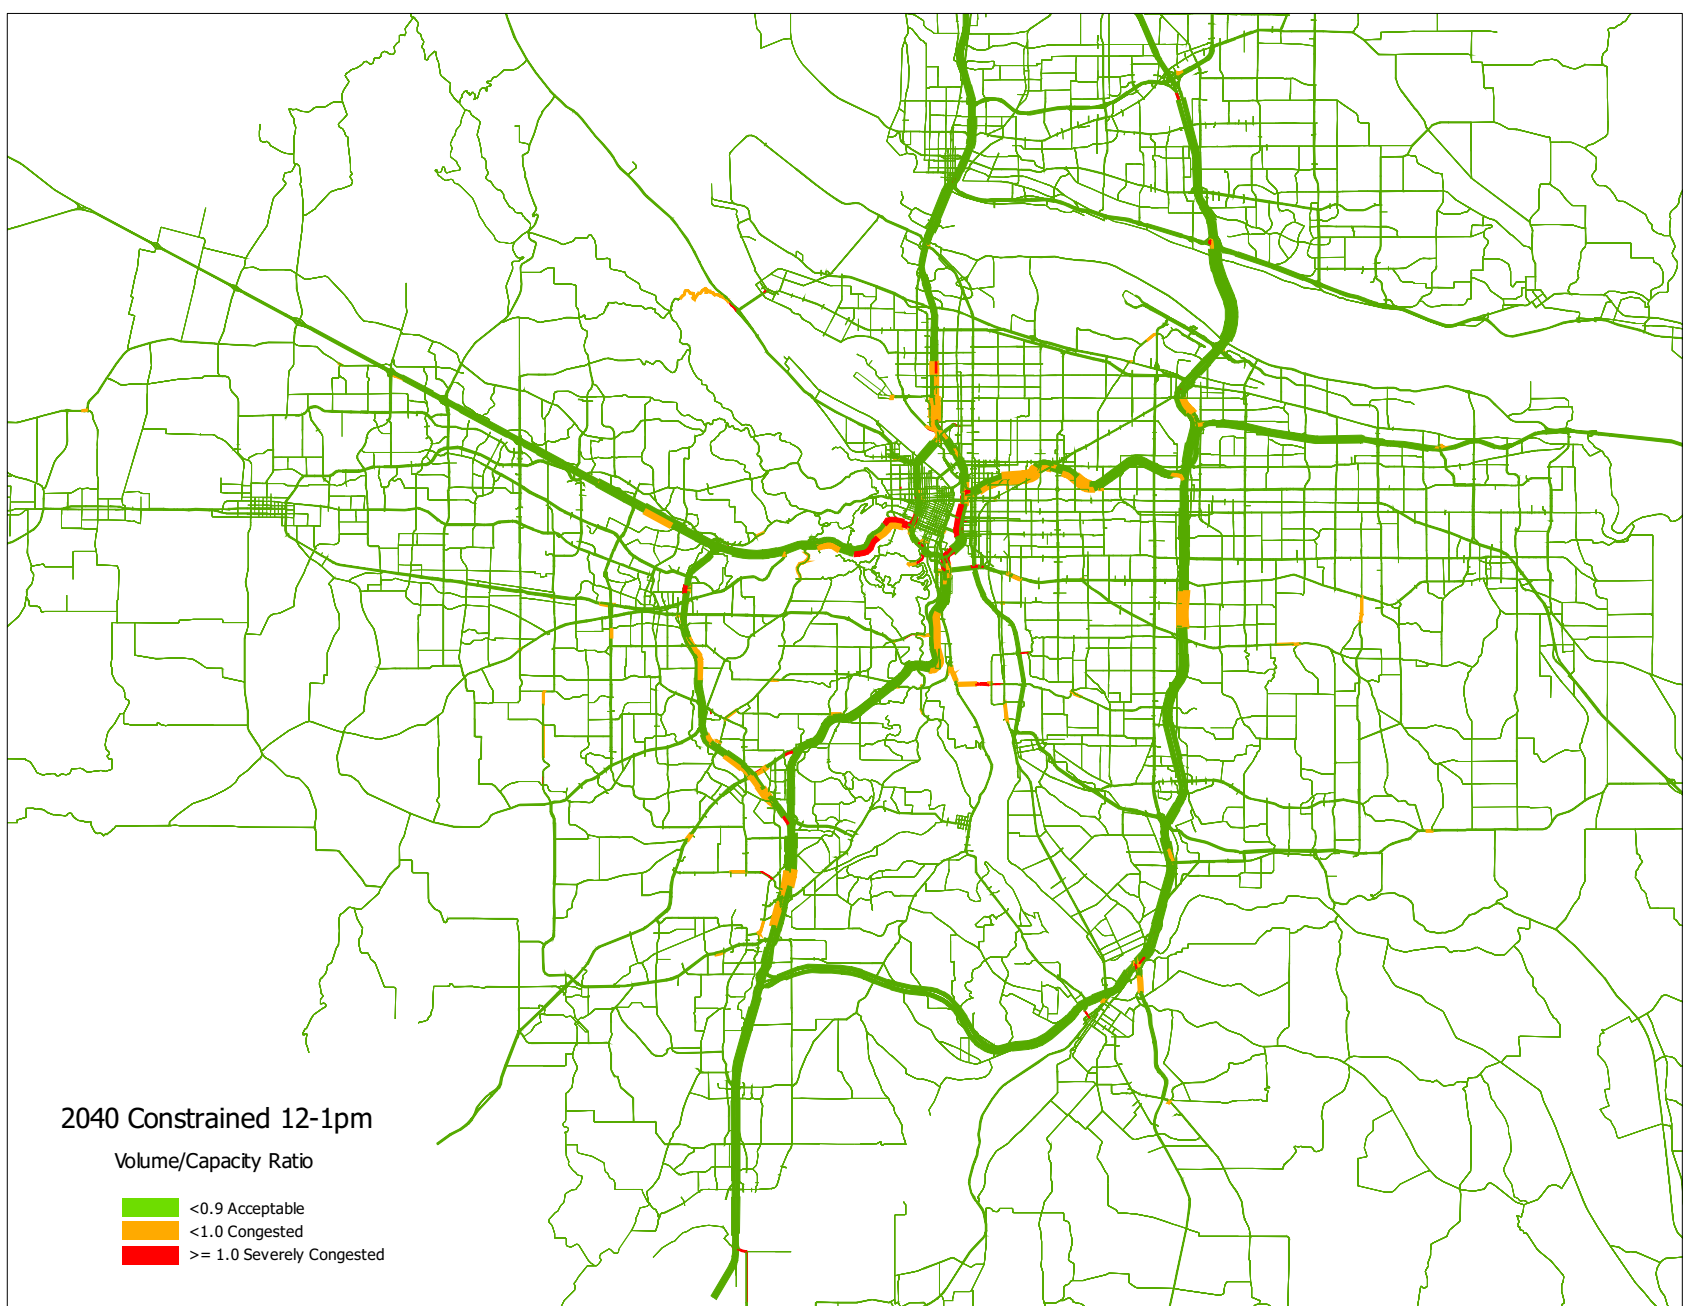 2040 Constrained 12-1pm
Volume/Capacity Ratio
<0.9 Acceptable
<1.0 Congested
>= 1.0 Severely Congested